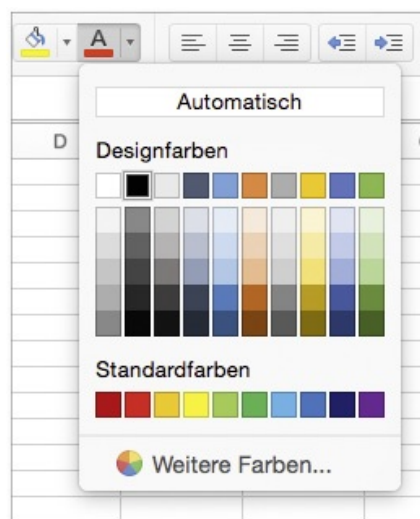 A
Automatisch
D
Designfarben
Standardfarben
Weitere Farben...